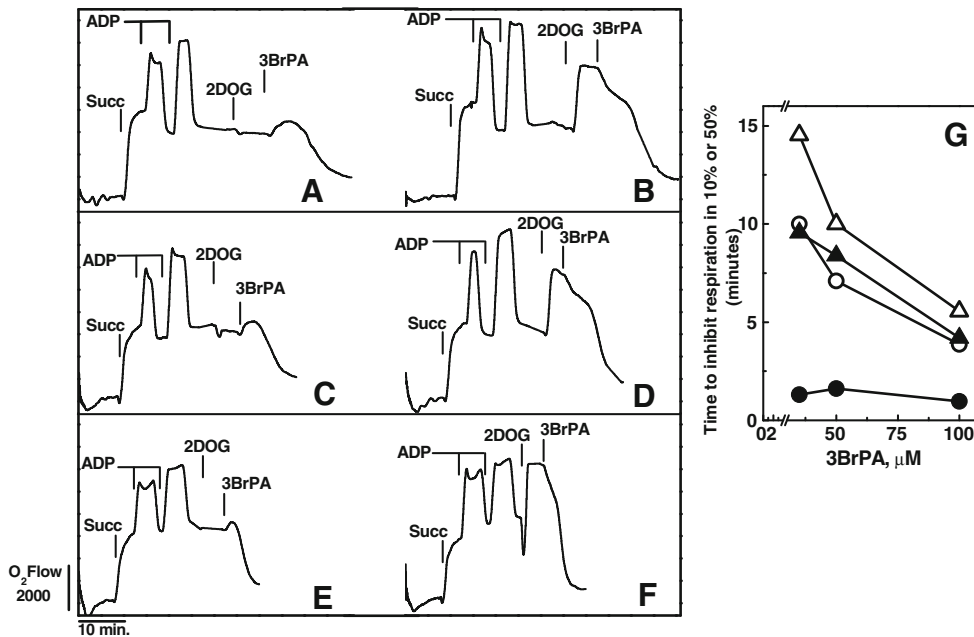 ADP
2DOG
3BrPA
Succ
A
ADP
2DOG
3BrPA
Succ
B
ADP
2DOG
3BrPA
Succ
C
ADP
2DOG
3BrPA
Succ
D
ADP
2DOG
3BrPA
Succ
E
ADP
2DOG
3BrPA
Succ
F
O2Flow
2000
10 min.
G
Time to inhibit respiration in 10% or 50%
(minutes)
15
10
5
0
02 50 75 100
3BrPA, μM